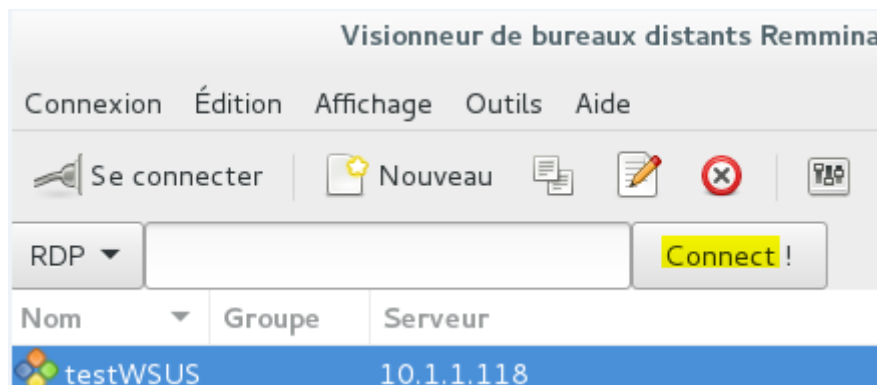 Visionneur de bureaux distants Remmina
Connexion Édition Affichage Outils Aide
Se connecter Nouveau
RDP Connect !
Nom Groupe Serveur
testWSUS 10.1.1.118